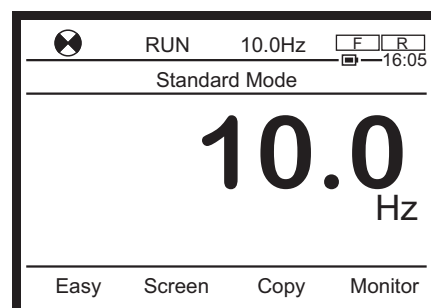 RUN 10.0Hz F R
16:05
Standard Mode
10.0
Hz
Easy Screen Copy Monitor